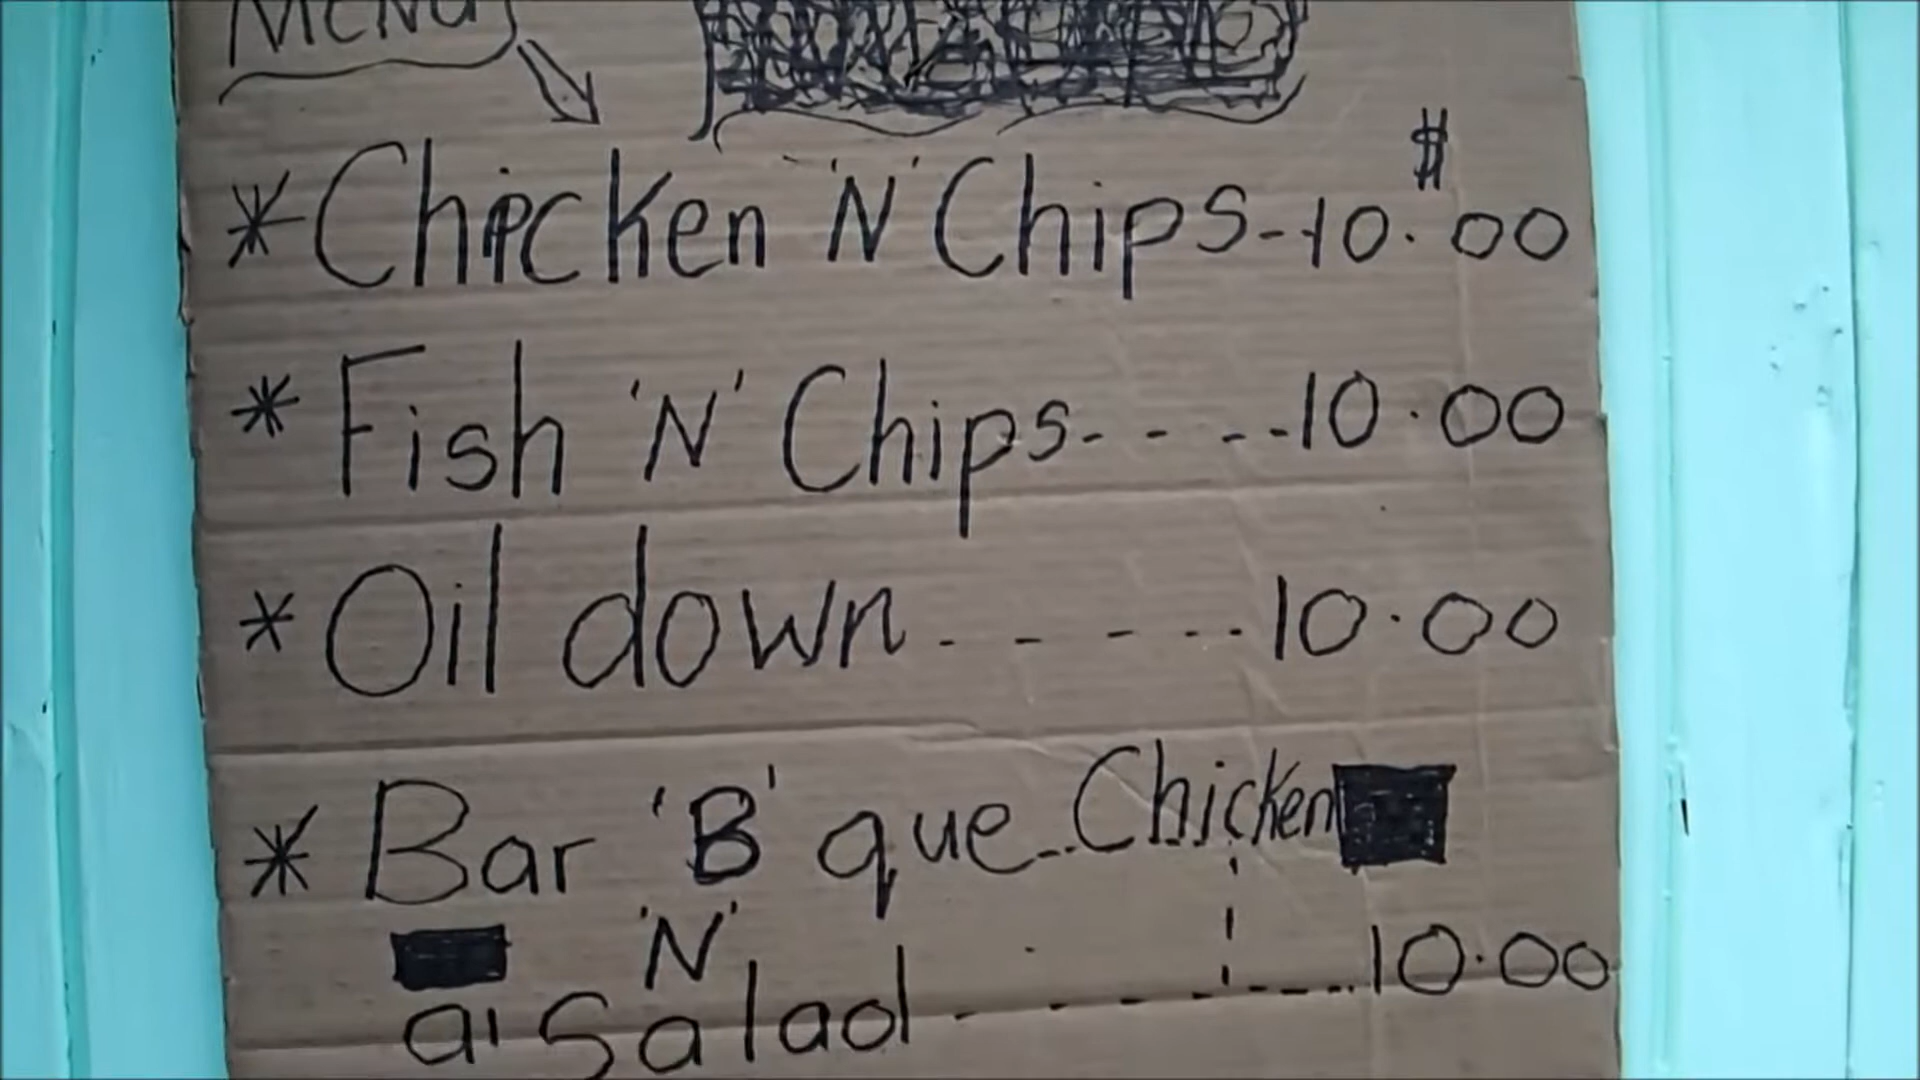 Menu
$
* Chicken 'N' Chips - 10.00
* Fish 'N' Chips - - - - - 10.00
* Oil down - - - - - - 10.00
* Bar 'B' que Chicken
'N'
a Salad - - - - - - - - - 10.00